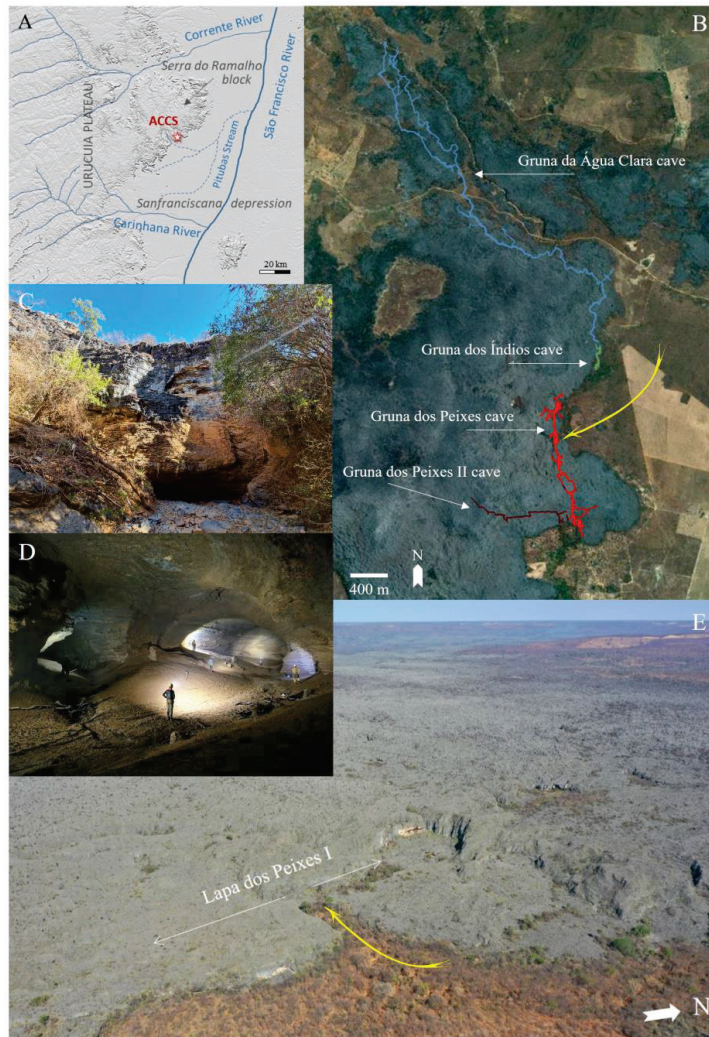 A
Corrente River
Serra do Ramalho
block
São Francisco River
ACCS
URUCUIA PLATEAU
Pitubas Stream
Sanfranciscana depression
Carinhana River
20 km
B
Gruna da Água Clara cave
Gruna dos Índios cave
Gruna dos Peixes cave
Gruna dos Peixes II cave
N
400 m
C
D
E
Lapa dos Peixes I
N